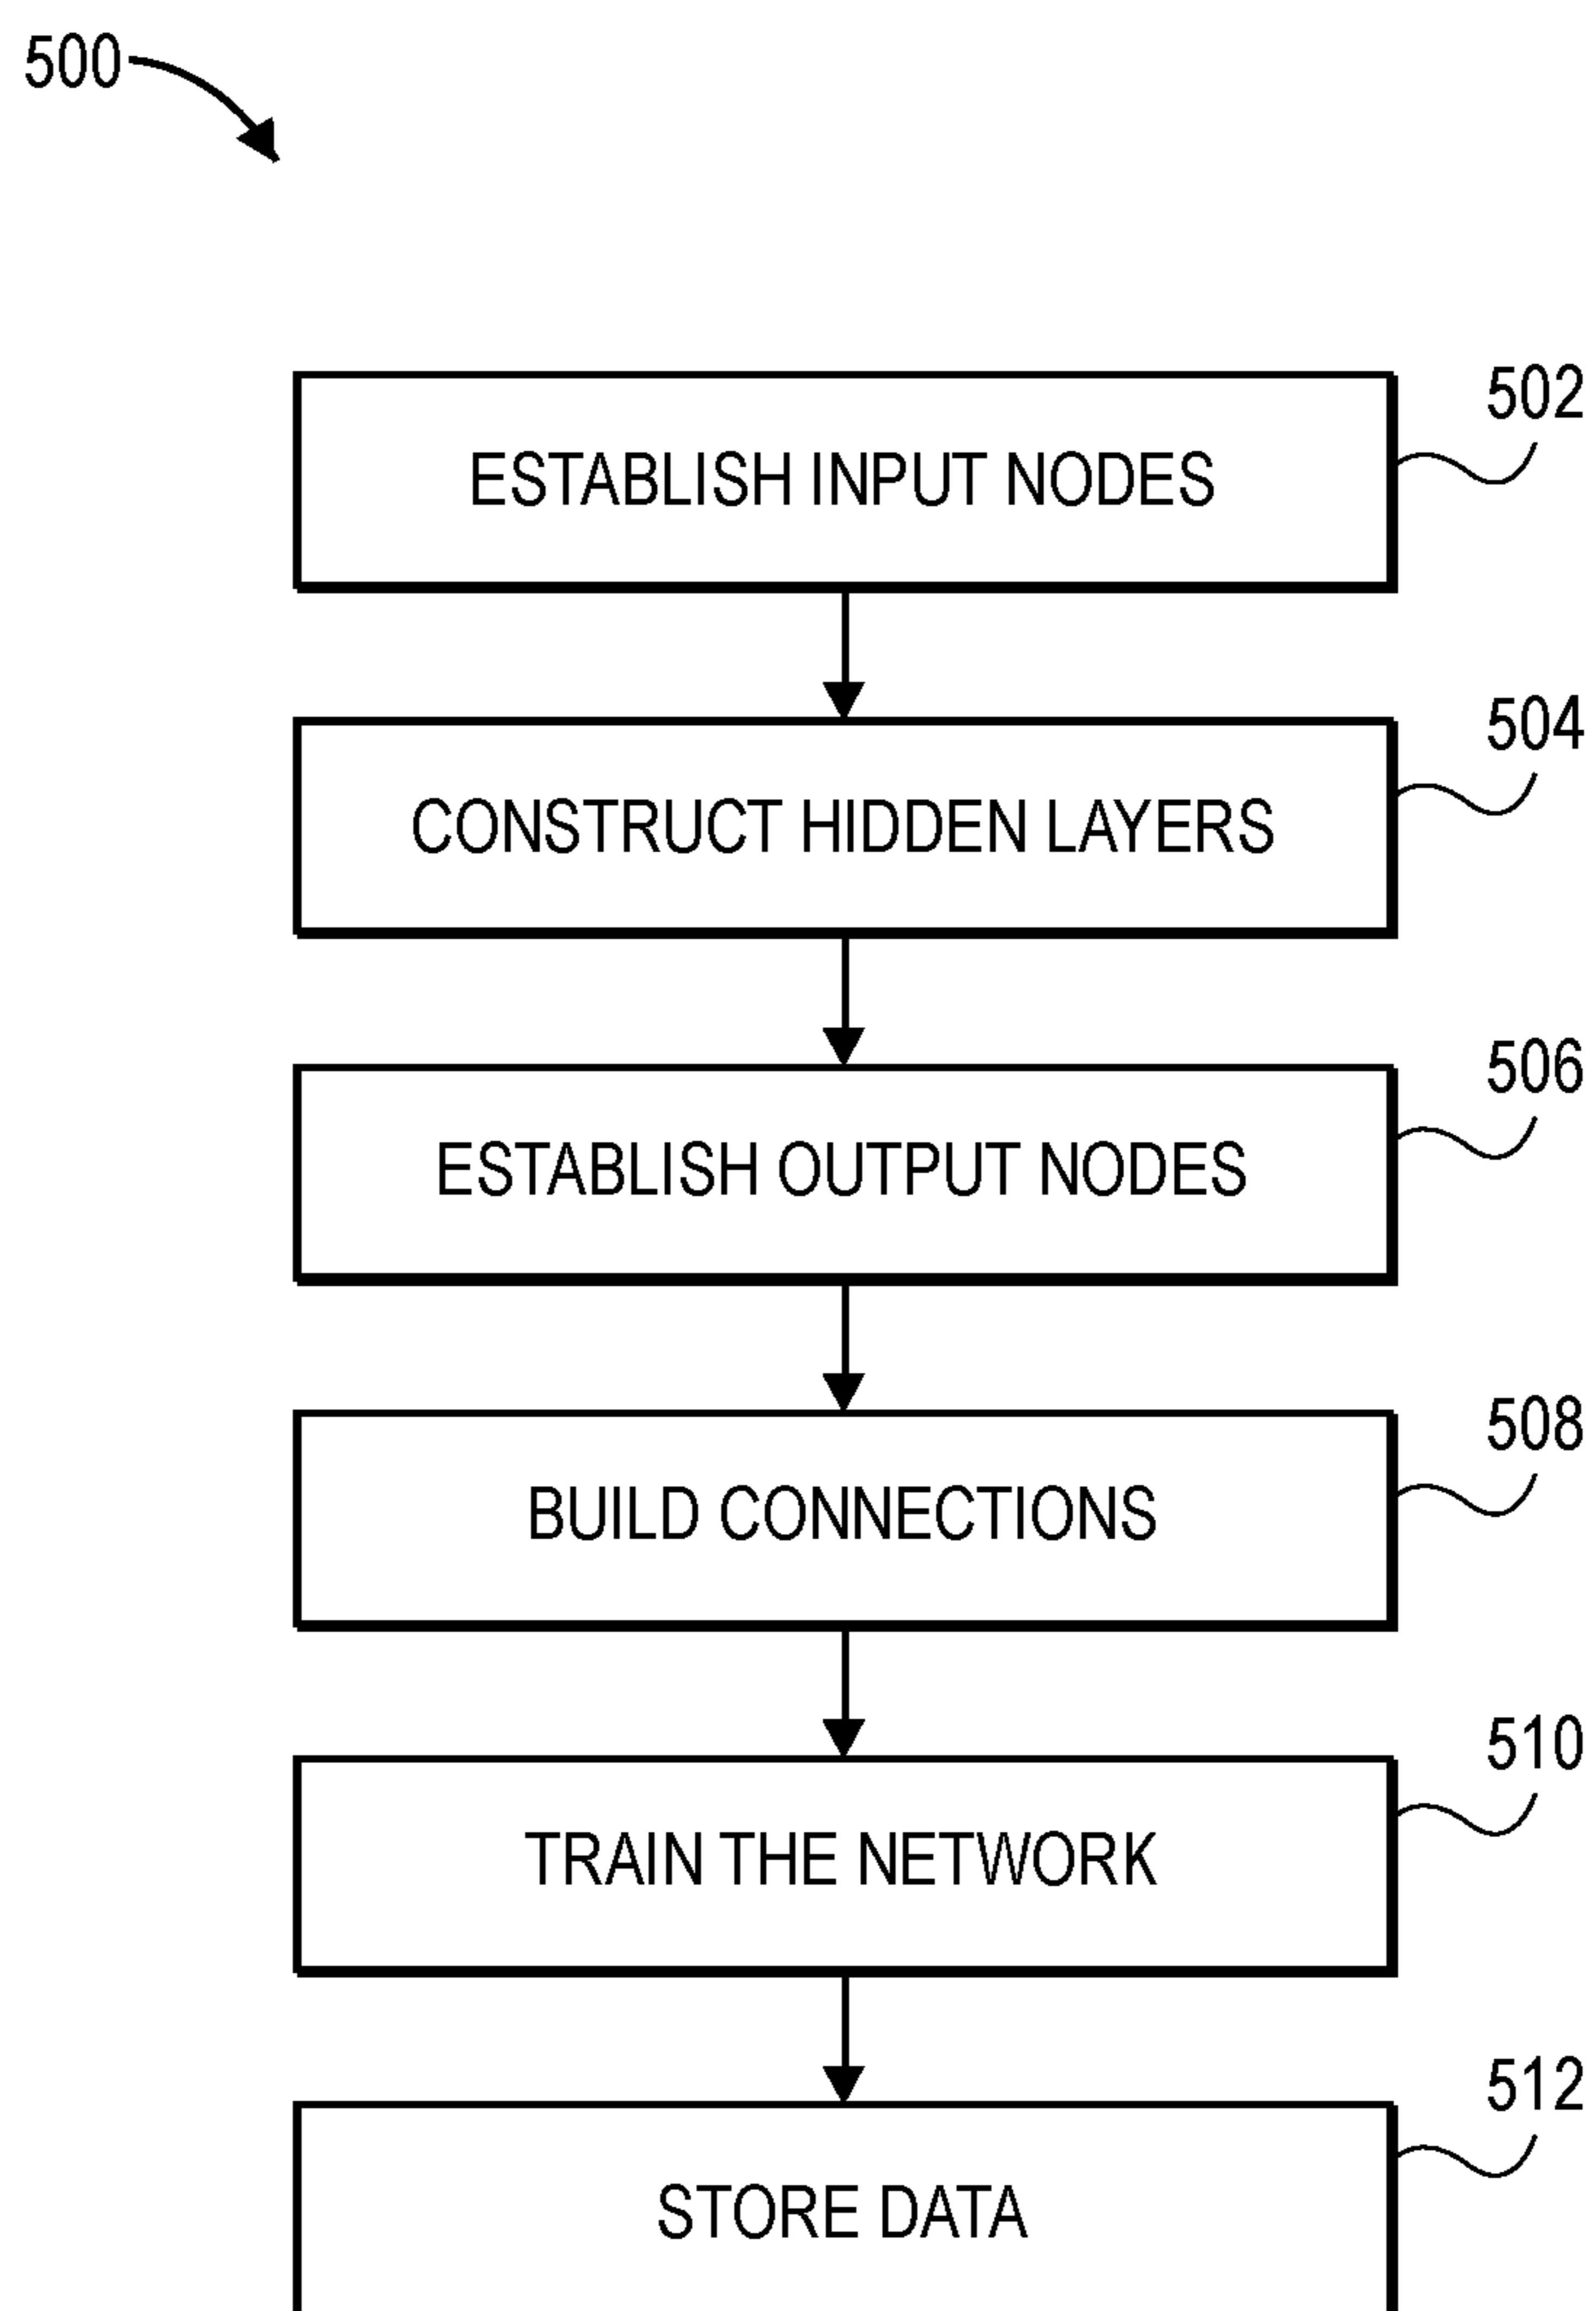 500
502
ESTABLISH INPUT NODES
504
CONSTRUCT HIDDEN LAYERS
506
ESTABLISH OUTPUT NODES
508
BUILD CONNECTIONS
510
TRAIN THE NETWORK
512
STORE DATA